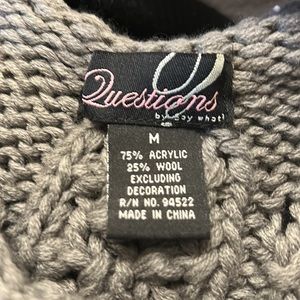 Questions
by say what?
M
75% ACRYLIC
25% WOOL
EXCLUDING
DECORATION
R/N NO. 94522
MADE IN CHINA